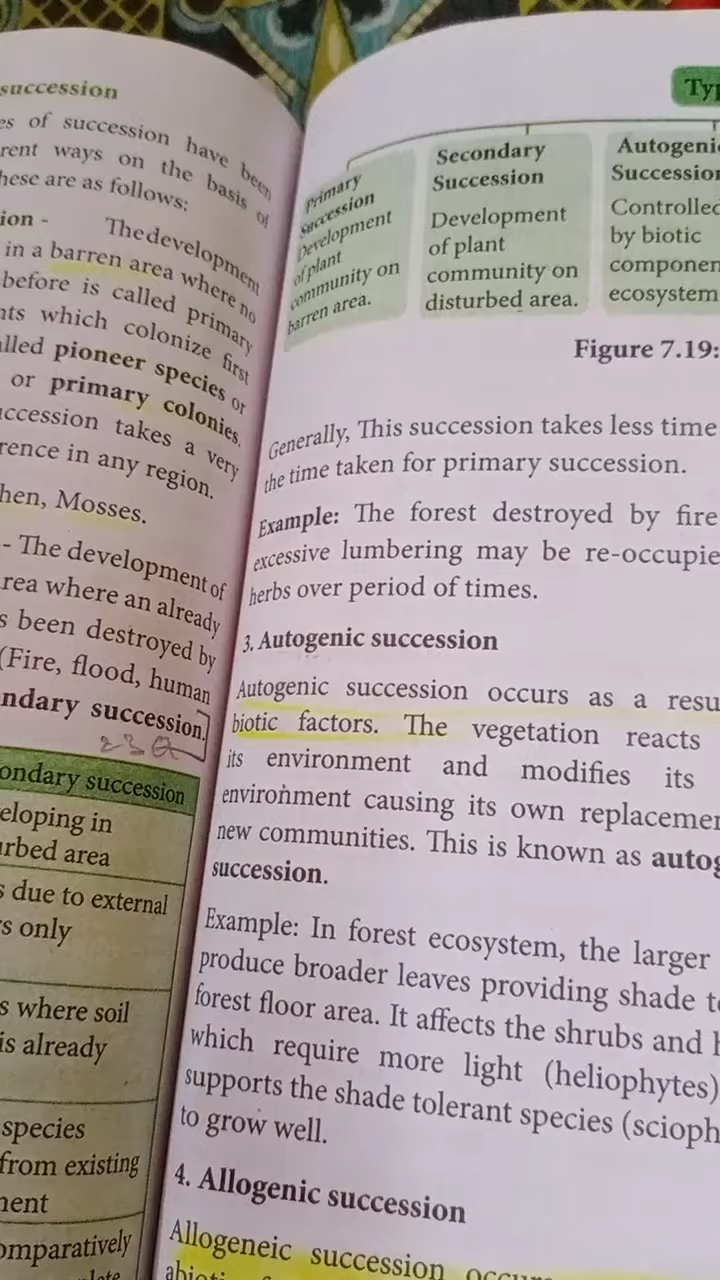 succession
es of succession have been
rent ways on the basis of
hese are as follows:
ion - The development
in a barren area where no
before is called primary
nts which colonize first
lled pioneer species or
or primary colonies.
ccession takes a very
rence in any region.
hen, Mosses.
- The development of
rea where an already
s been destroyed by
(Fire, flood, human
ndary succession.
ondary succession
eloping in
urbed area
s due to external
rs only
s where soil
is already
species
from existing
nent
omparatively
Typ
Primary
Succession
Development
of plant
community on
barren area.
Secondary
Succession
Development
of plant
community on
disturbed area.
Autogeni
Succession
Controlled
by biotic
componen
ecosystem
Figure 7.19:
Generally, This succession takes less time
the time taken for primary succession.
Example: The forest destroyed by fire
excessive lumbering may be re-occupie
herbs over period of times.
3. Autogenic succession
Autogenic succession occurs as a resu
biotic factors. The vegetation reacts
its environment and modifies its
environment causing its own replacemen
new communities. This is known as autog
succession.
Example: In forest ecosystem, the larger
produce broader leaves providing shade to
forest floor area. It affects the shrubs and h
which require more light (heliophytes)
supports the shade tolerant species (scioph
to grow well.
4. Allogenic succession
Allogeneic succession occur